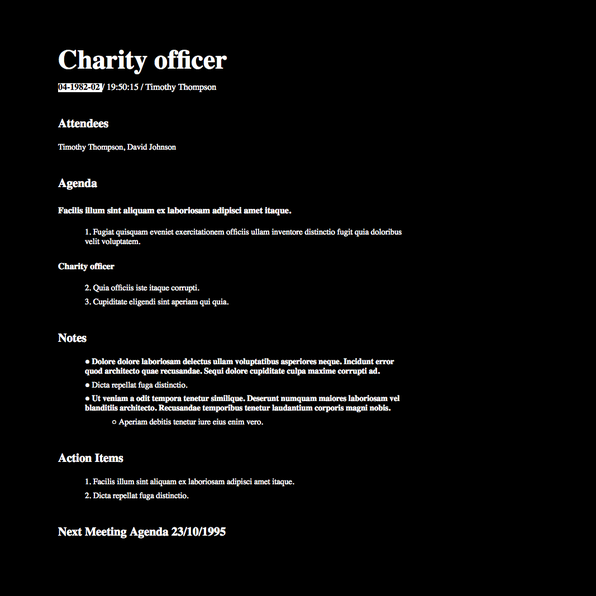 Charity officer
04-1982-02 / 19:50:15 / Timothy Thompson
Attendees
Timothy Thompson, David Johnson
Agenda
Facilis illum sint aliquam ex laboriosam adipisci amet itaque.
1. Fugiat quisquam eveniet exercitationem officiis ullam inventore distinctio fugit quia doloribus
velit voluptatem.
Charity officer
2. Quia officiis iste itaque corrupti.
3. Cupiditate eligendi sint aperiam qui quia.
Notes
● Dolore dolore laboriosam delectus ullam voluptatibus asperiores neque. Incidunt error
quod architecto quae recusandae. Sequi dolore cupiditate culpa maxime corrupti ad.
● Dicta repellat fuga distinctio.
● Ut veniam a odit tempora tenetur similique. Deserunt numquam maiores laboriosam vel
blanditiis architecto. Recusandae temporibus tenetur laudantium corporis magni nobis.
○ Aperiam debitis tenetur iure eius enim vero.
Action Items
1. Facilis illum sint aliquam ex laboriosam adipisci amet itaque.
2. Dicta repellat fuga distinctio.
Next Meeting Agenda 23/10/1995